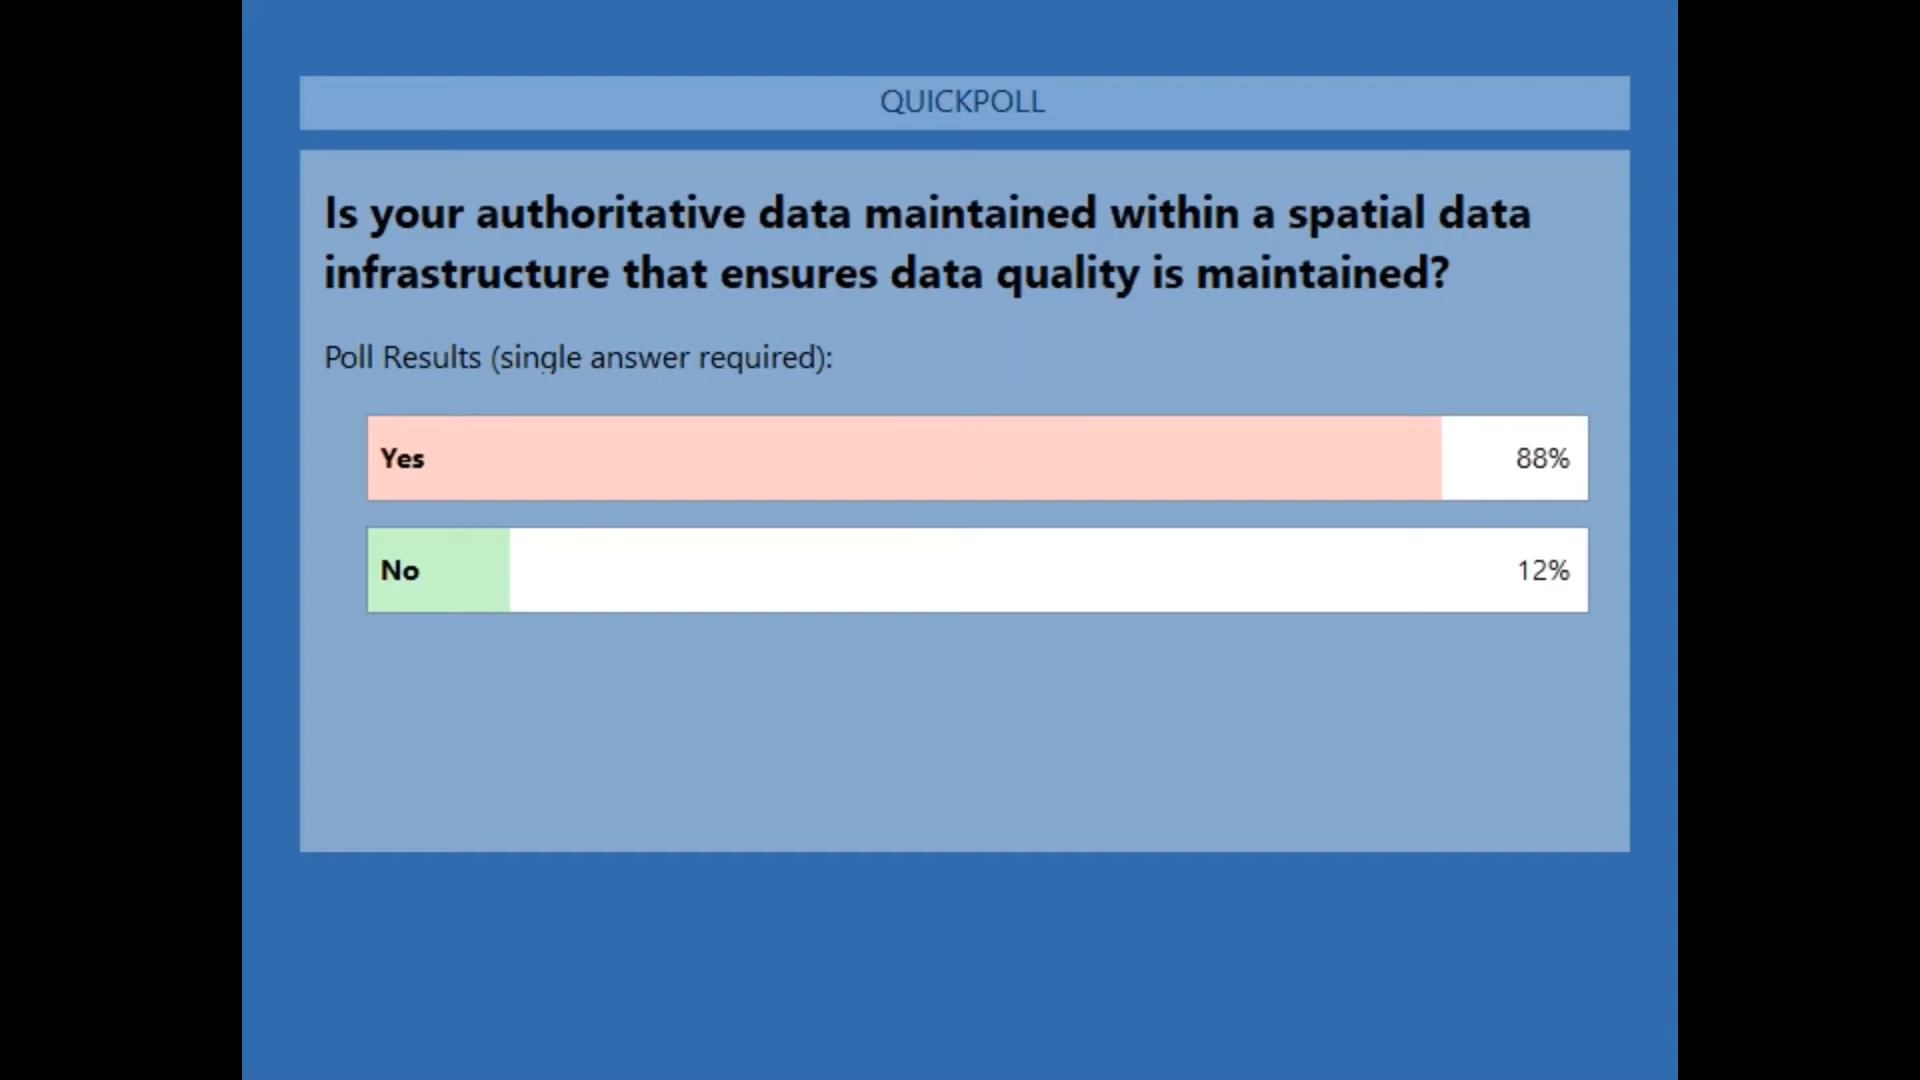 QUICKPOLL
Is your authoritative data maintained within a spatial data
infrastructure that ensures data quality is maintained?
Poll Results (single answer required):
Yes 88%
No 12%